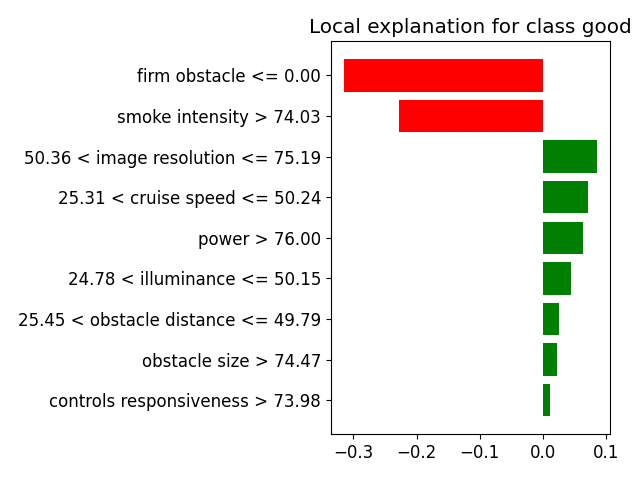 Local explanation for class good
firm obstacle <= 0.00
smoke intensity > 74.03
50.36 < image resolution <= 75.19
25.31 < cruise speed <= 50.24
power > 76.00
24.78 < illuminance <= 50.15
25.45 < obstacle distance <= 49.79
obstacle size > 74.47
controls responsiveness > 73.98
−0.3 −0.2 −0.1 0.0 0.1